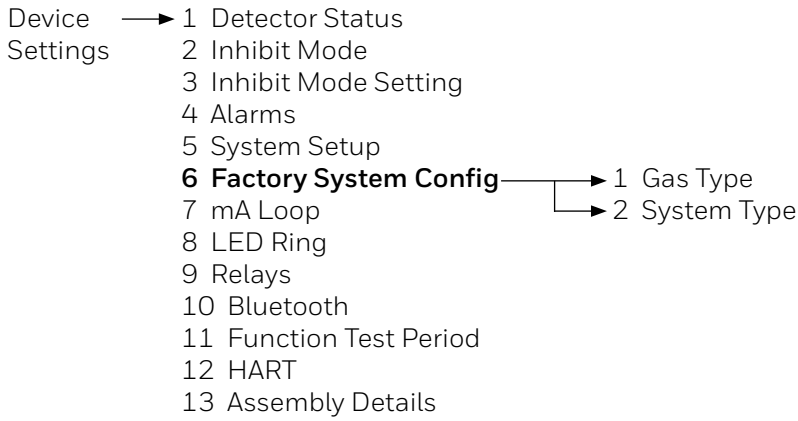 Device
Settings
1 Detector Status
2 Inhibit Mode
3 Inhibit Mode Setting
4 Alarms
5 System Setup
6 Factory System Config
1 Gas Type
2 System Type
7 mA Loop
8 LED Ring
9 Relays
10 Bluetooth
11 Function Test Period
12 HART
13 Assembly Details